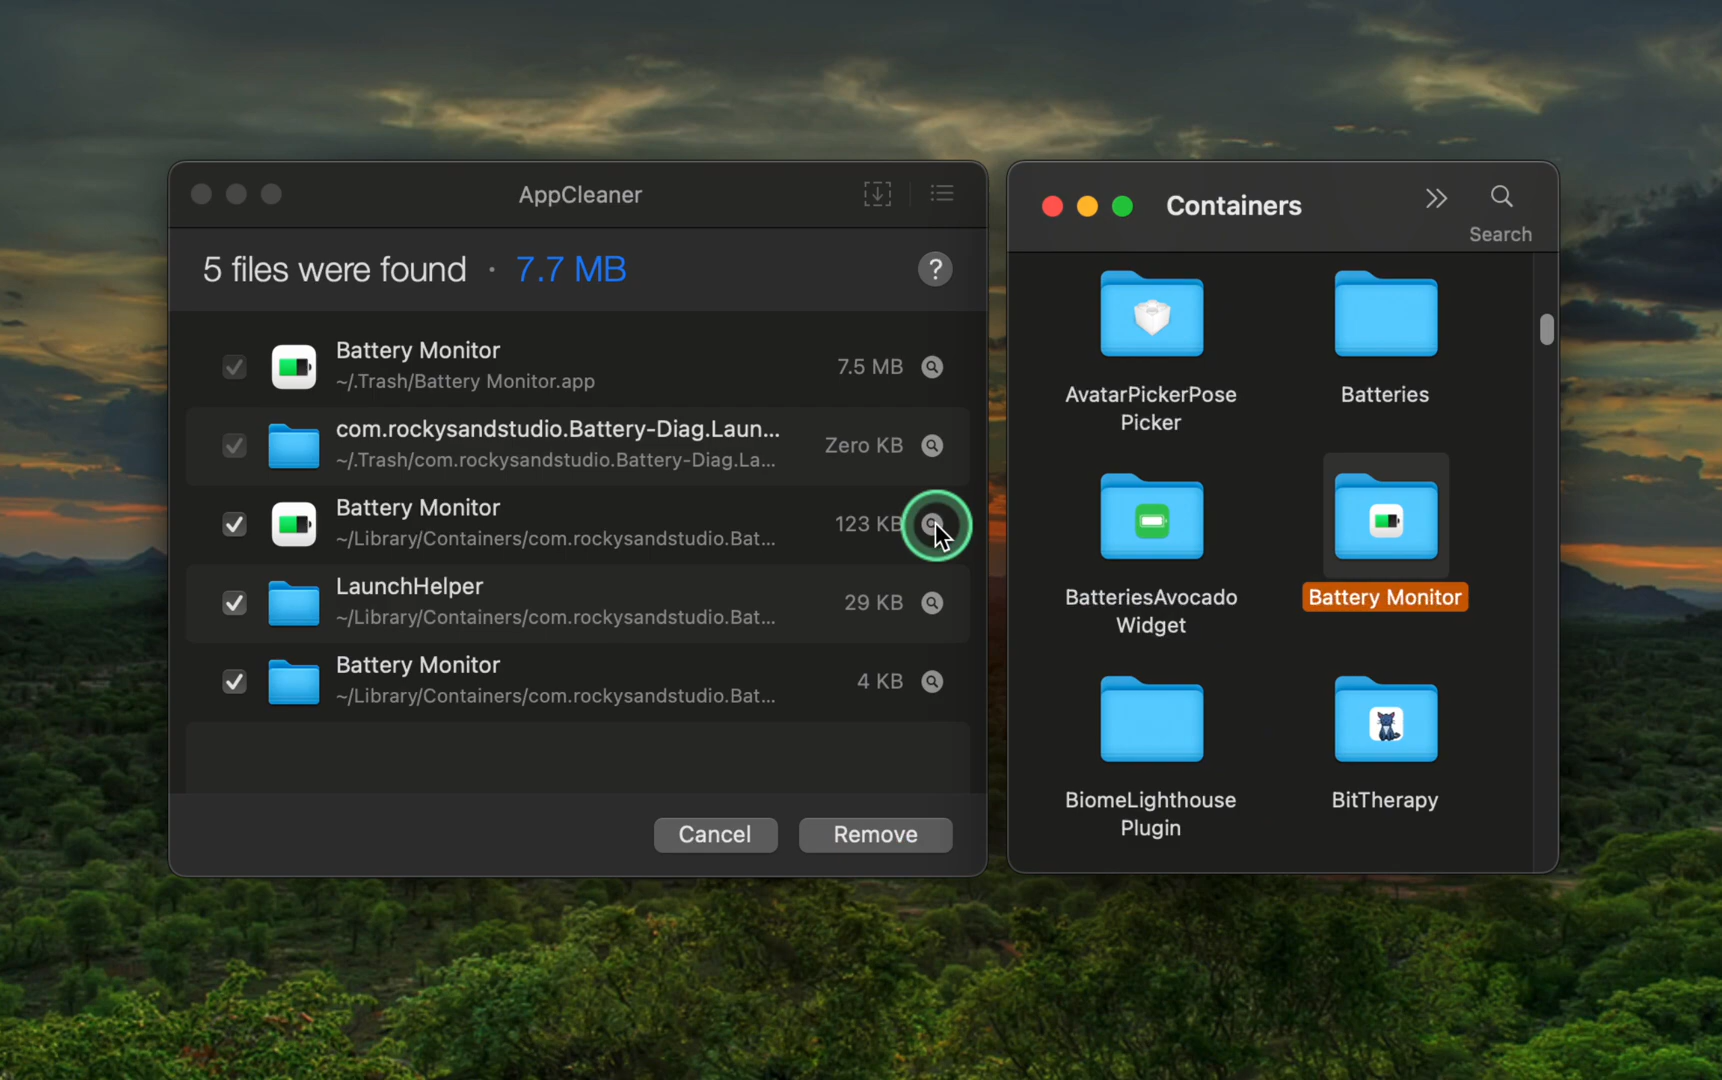 AppCleaner
5 files were found · 7.7 MB
?
Battery Monitor
~/.Trash/Battery Monitor.app
7.5 MB
com.rockysandstudio.Battery-Diag.Laun...
~/.Trash/com.rockysandstudio.Battery-Diag.La...
Zero KB
Battery Monitor
~/Library/Containers/com.rockysandstudio.Bat...
123 KB
LaunchHelper
~/Library/Containers/com.rockysandstudio.Bat...
29 KB
Battery Monitor
~/Library/Containers/com.rockysandstudio.Bat...
4 KB
Cancel
Remove
Containers
Search
AvatarPickerPose
Picker
Batteries
BatteriesAvocado
Widget
Battery Monitor
BiomeLighthouse
Plugin
BitTherapy